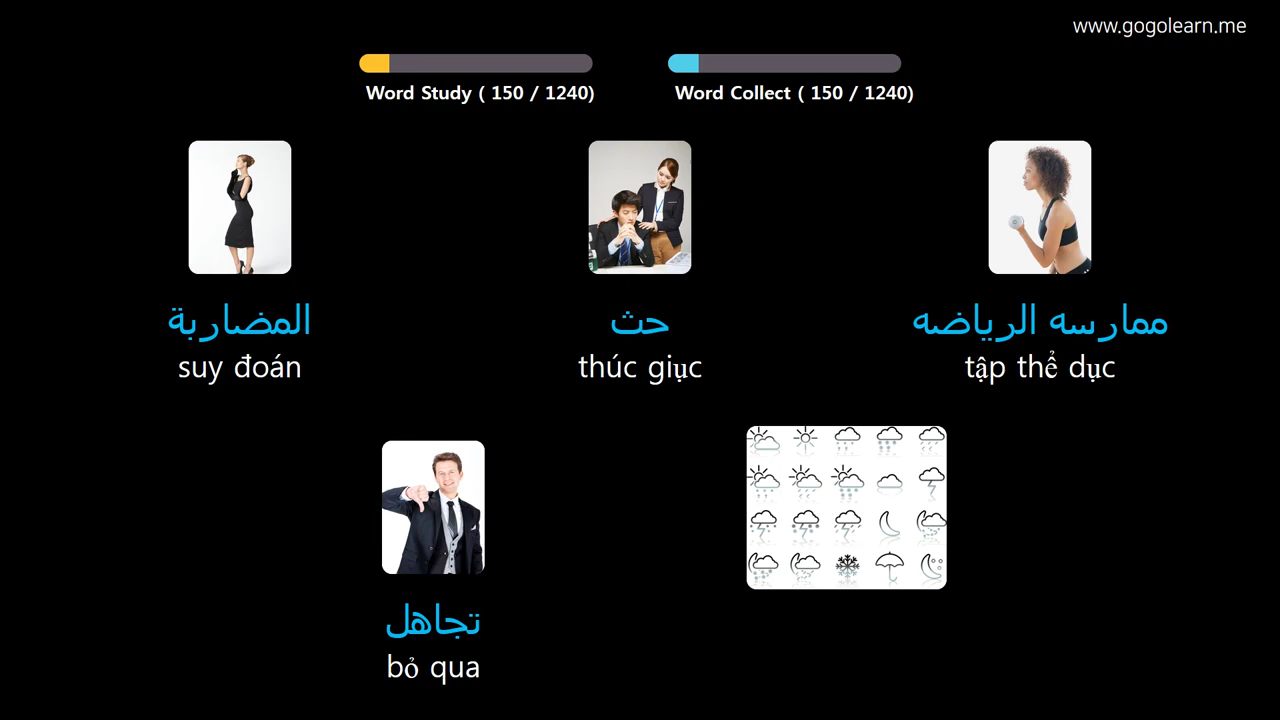 www.gogolearn.me
Word Study ( 150 / 1240)
Word Collect ( 150 / 1240)
المضاربة
suy đoán
حث
thúc giục
ممارسه الرياضه
tập thể dục
تجاهل
bỏ qua